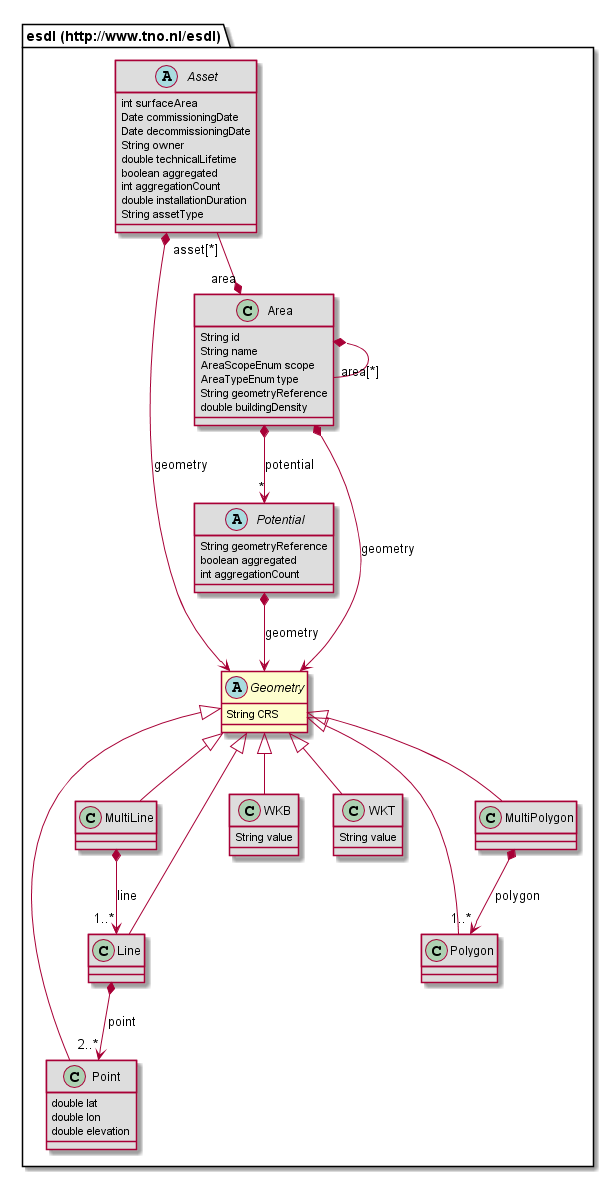 esdl (http://www.tno.nl/esdl)
A Asset
int surfaceArea
Date commissioningDate
Date decommissioningDate
String owner
double technicalLifetime
boolean aggregated
int aggregationCount
double installationDuration
String assetType
asset[*]
area
C Area
String id
String name
AreaScopeEnum scope
AreaTypeEnum type
String geometryReference
double buildingDensity
area[*]
geometry
potential
*
A Potential
String geometryReference
boolean aggregated
int aggregationCount
geometry
geometry
A Geometry
String CRS
C MultiLine
C WKB
String value
C WKT
String value
C MultiPolygon
line
1..*
polygon
1..*
C Line
C Polygon
point
2..*
C Point
double lat
double lon
double elevation